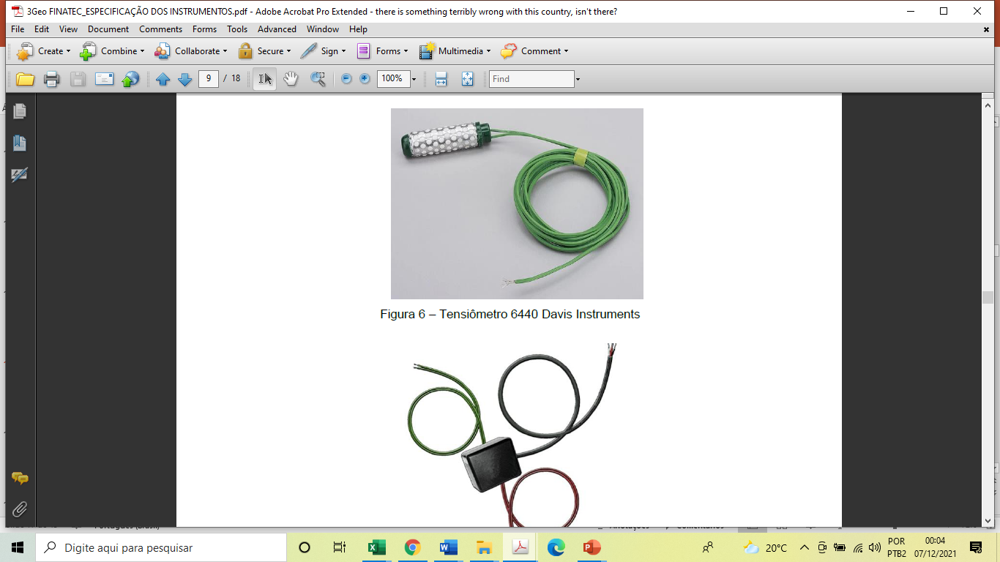 3Geo FINATEC_ESPECIFICAÇÃO DOS INSTRUMENTOS.pdf - Adobe Acrobat Pro Extended - there is something terribly wrong with this country, isn't there?
File Edit View Document Comments Forms Tools Advanced Window Help
Create Combine Collaborate Secure Sign Forms Multimedia Comment
9 / 18 100% Find
Figura 6 – Tensiômetro 6440 Davis Instruments
Digite aqui para pesquisar
20°C
POR
PTB2
00:04
07/12/2021